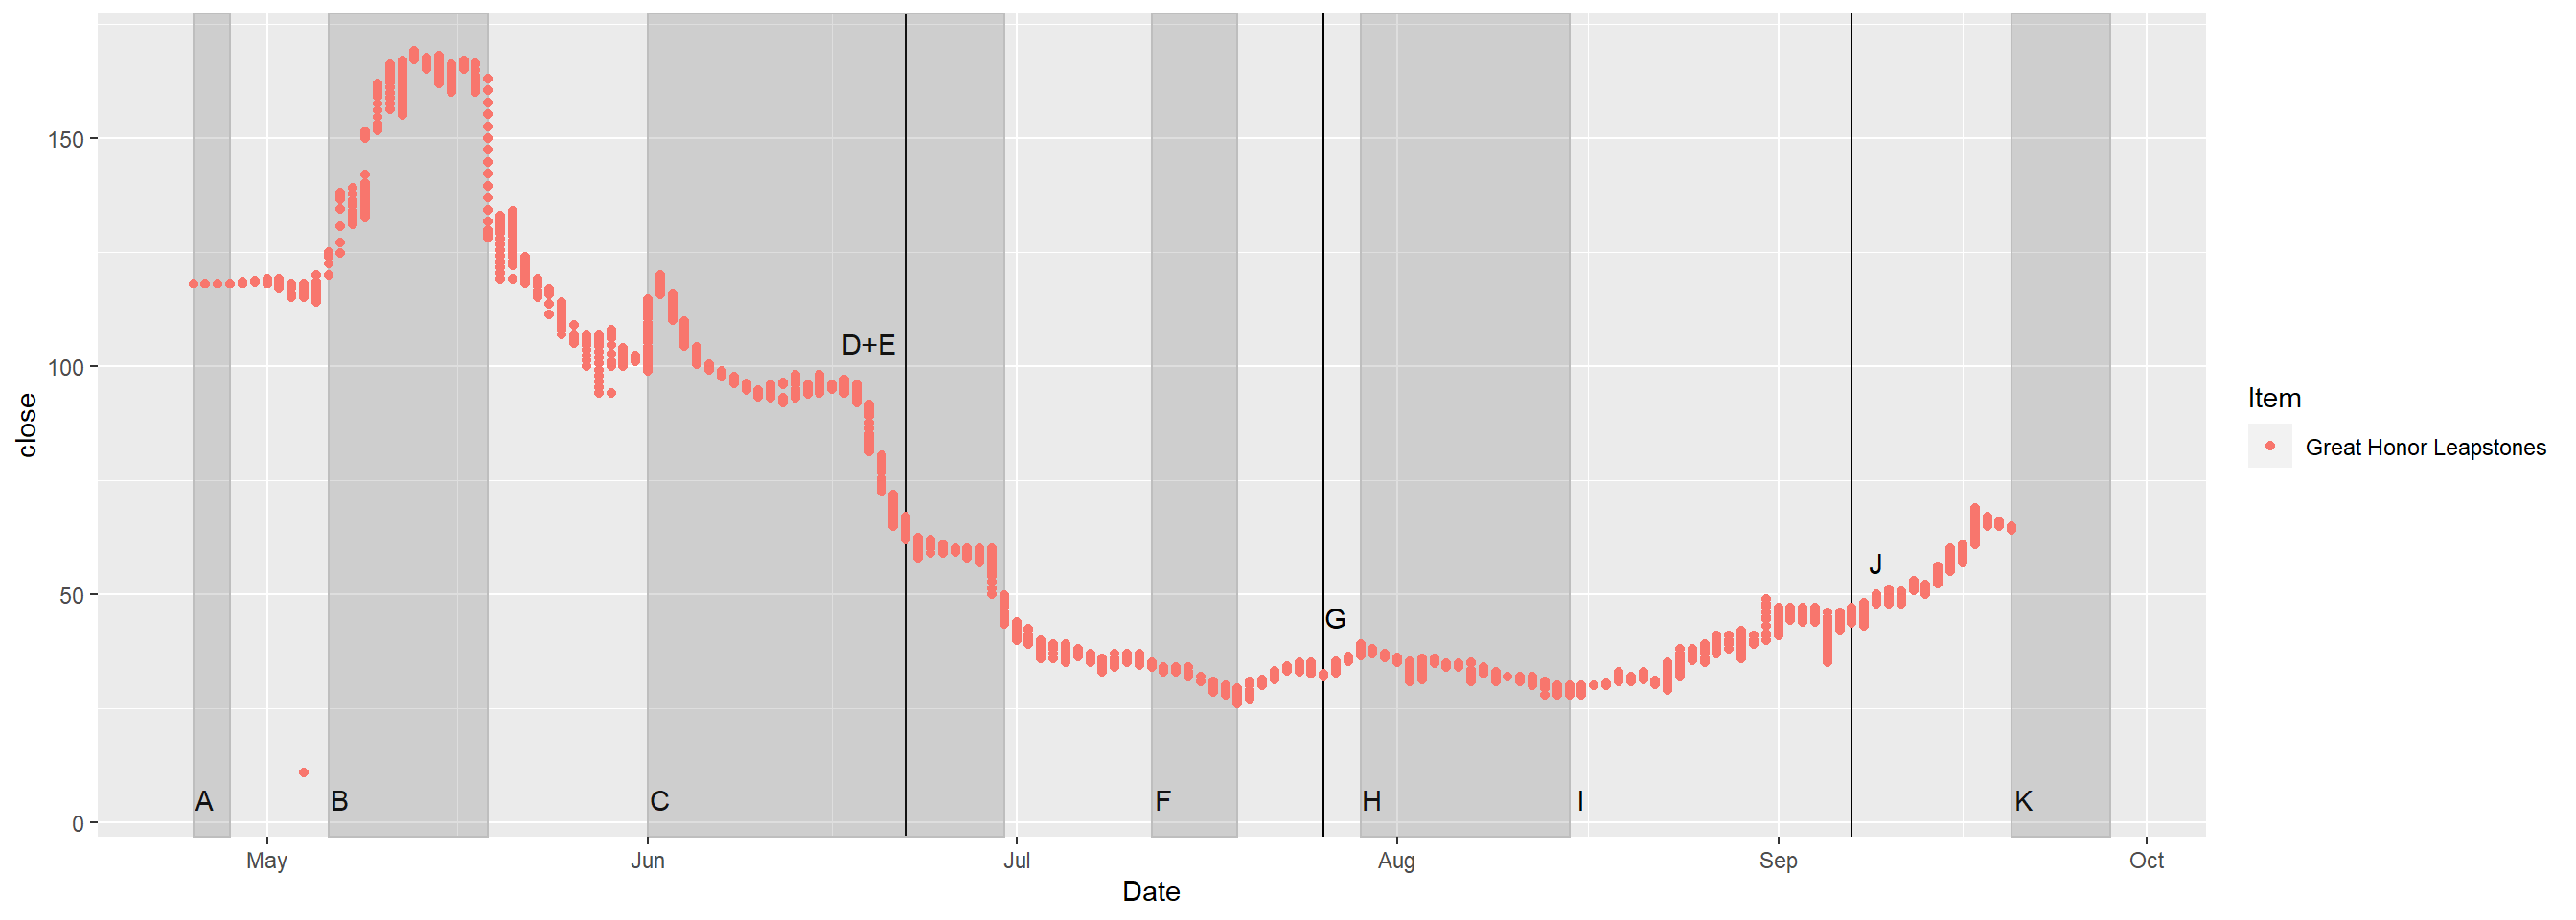 150
100
50
0
close
A
B
C
D+E
F
G
H
I
J
K
May
Jun
Jul
Aug
Sep
Oct
Date
Item
Great Honor Leapstones